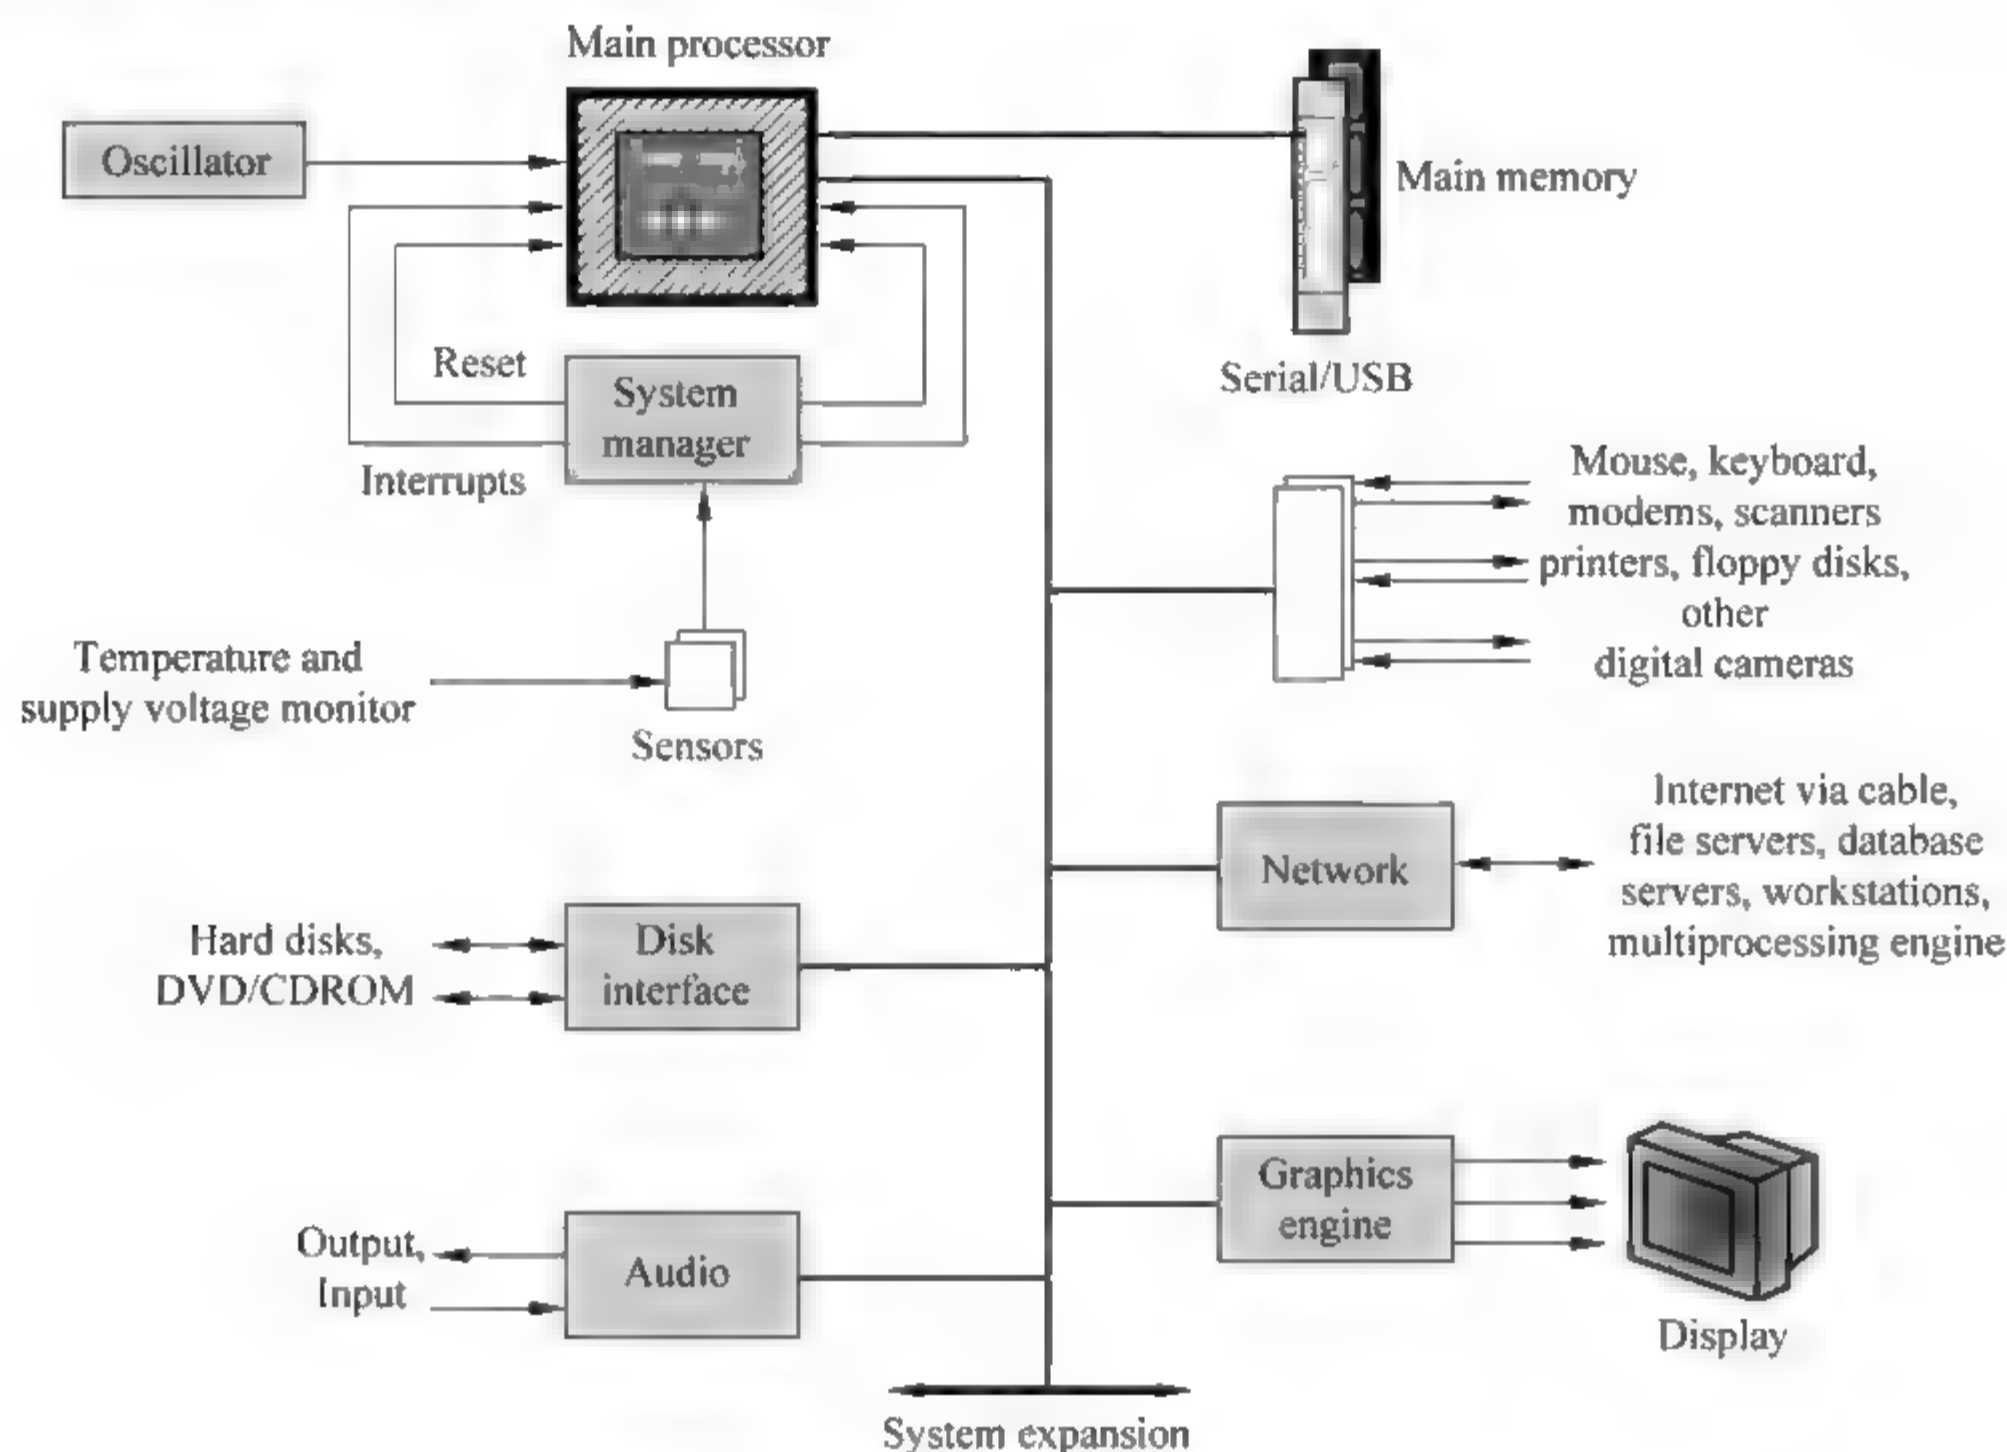 Main processor
Oscillator
Main memory
Reset
System
manager
Interrupts
Serial/USB
Mouse, keyboard,
modems, scanners
printers, floppy disks,
other
digital cameras
Temperature and
supply voltage monitor
Sensors
Internet via cable,
file servers, database
servers, workstations,
multiprocessing engine
Network
Hard disks,
DVD/CDROM
Disk
interface
Graphics
engine
Output,
Input
Audio
Display
System expansion